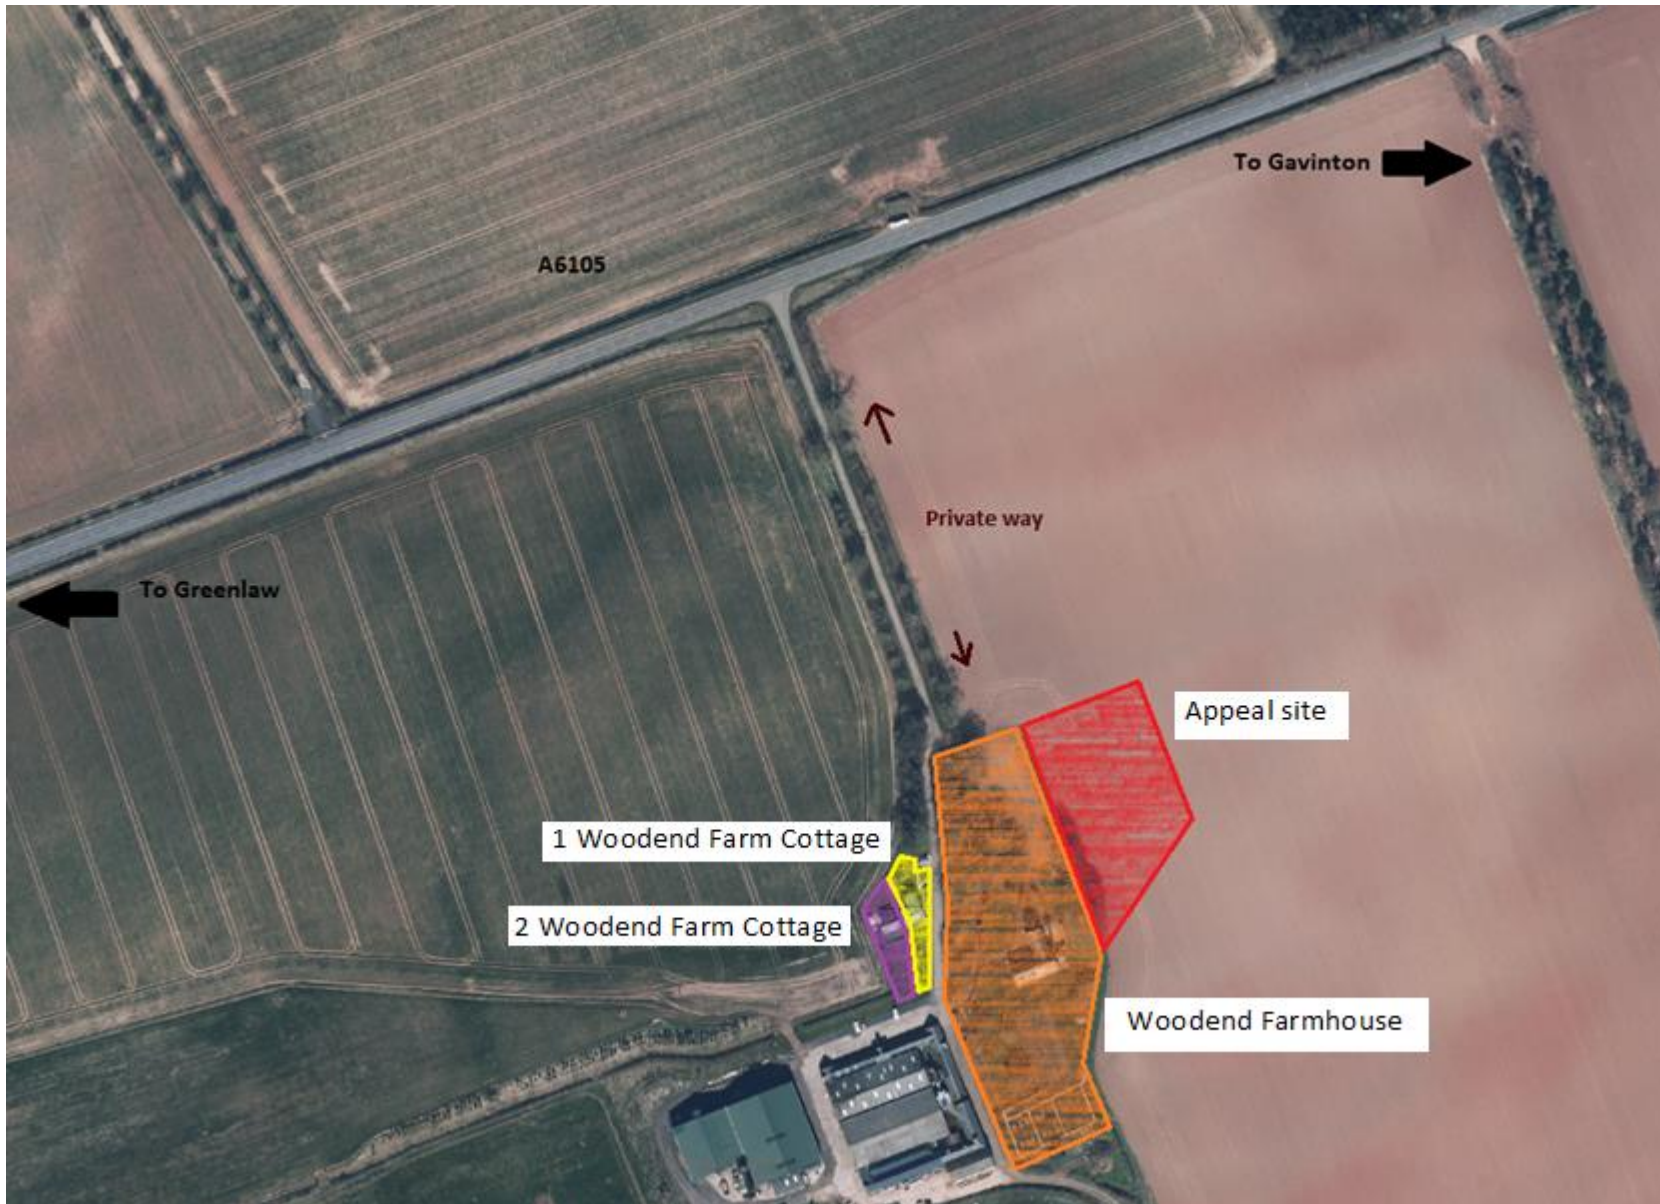 To Gavinton
A6105
Private way
To Greenlaw
Appeal site
1 Woodend Farm Cottage
2 Woodend Farm Cottage
Woodend Farmhouse